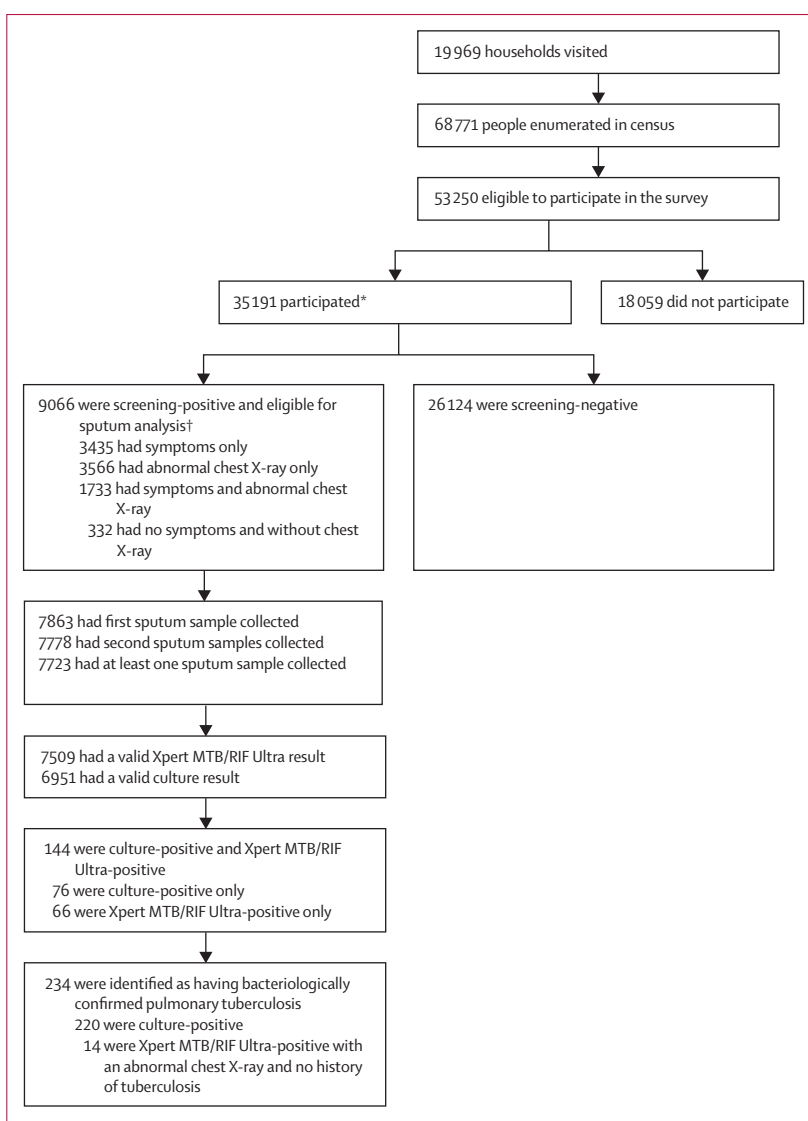 19 969 households visited
68 771 people enumerated in census
53 250 eligible to participate in the survey
35 191 participated*
18 059 did not participate
9066 were screening-positive and eligible for
sputum analysis†
3435 had symptoms only
3566 had abnormal chest X-ray only
1733 had symptoms and abnormal chest
X-ray
332 had no symptoms and without chest
X-ray
26 124 were screening-negative
7863 had first sputum sample collected
7778 had second sputum samples collected
7723 had at least one sputum sample collected
7509 had a valid Xpert MTB/RIF Ultra result
6951 had a valid culture result
144 were culture-positive and Xpert MTB/RIF
Ultra-positive
76 were culture-positive only
66 were Xpert MTB/RIF Ultra-positive only
234 were identified as having bacteriologically
confirmed pulmonary tuberculosis
220 were culture-positive
14 were Xpert MTB/RIF Ultra-positive with
an abnormal chest X-ray and no history
of tuberculosis